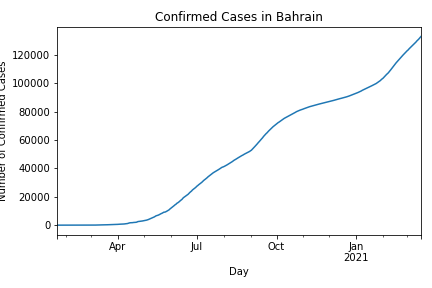 Confirmed Cases in Bahrain
Number of Confirmed Cases
120000
100000
80000
60000
40000
20000
0
Apr
Jul
Oct
Jan
2021
Day